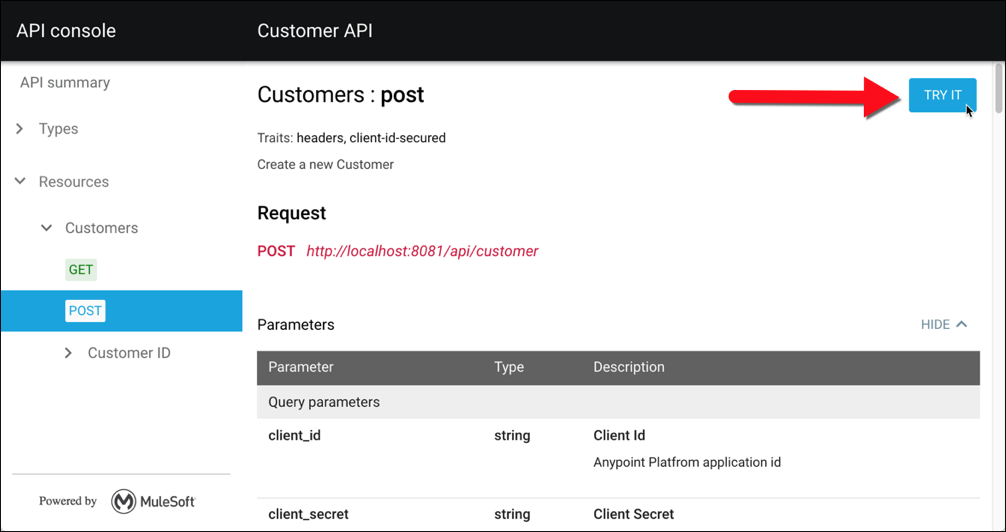 API console
Customer API
API summary
Types
Resources
Customers
GET
POST
Customer ID
Powered by MuleSoft
Customers : post
TRY IT
Traits: headers, client-id-secured
Create a new Customer
Request
POST http://localhost:8081/api/customer
Parameters
HIDE
Parameter Type Description
Query parameters
client_id string Client Id
Anypoint Platfrom application id
client_secret string Client Secret